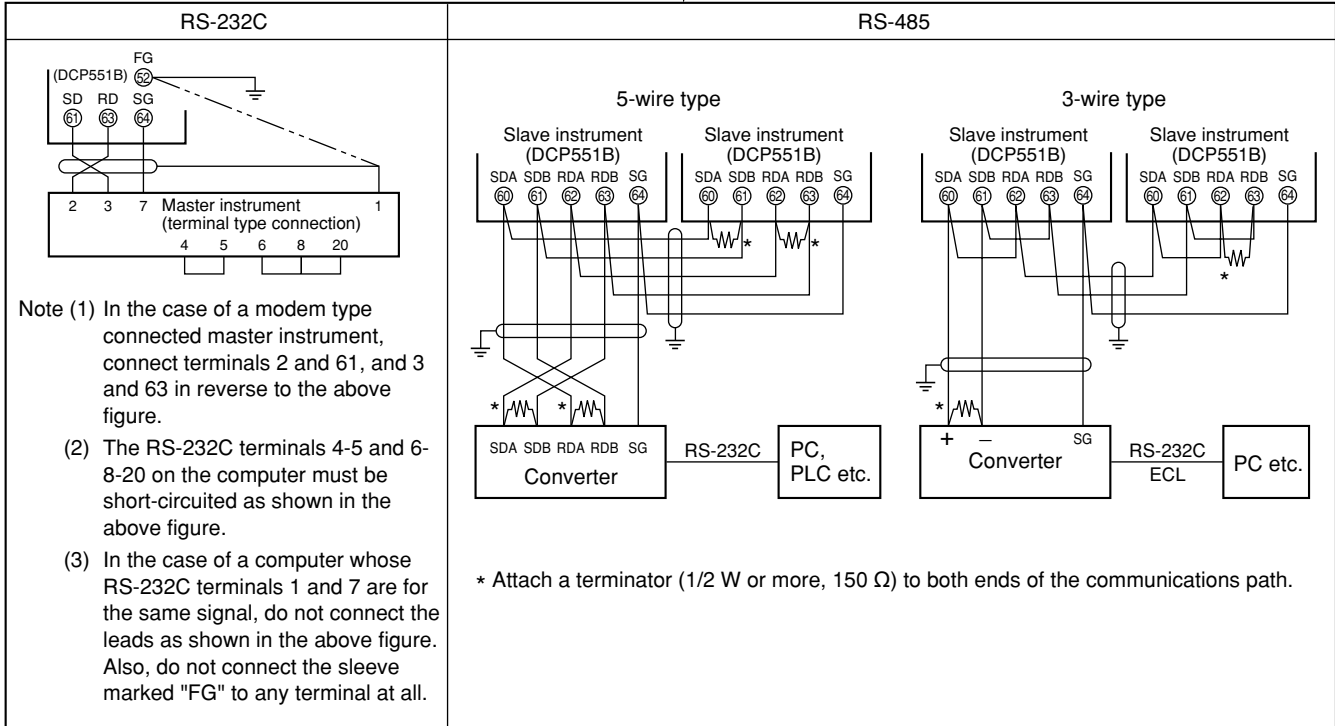 RS-232C
RS-485
FG
(DCP551B) 52
SD RD SG
61 63 64
2 3 7 Master instrument 1
(terminal type connection)
4 5 6 8 20
Note (1) In the case of a modem type
connected master instrument,
connect terminals 2 and 61, and 3
and 63 in reverse to the above
figure.
(2) The RS-232C terminals 4-5 and 6-
8-20 on the computer must be
short-circuited as shown in the
above figure.
(3) In the case of a computer whose
RS-232C terminals 1 and 7 are for
the same signal, do not connect the
leads as shown in the above figure.
Also, do not connect the sleeve
marked "FG" to any terminal at all.
5-wire type
Slave instrument
(DCP551B)
SDA SDB RDA RDB SG
60 61 62 63 64
Slave instrument
(DCP551B)
SDA SDB RDA RDB SG
60 61 62 63 64
* *
* *
SDA SDB RDA RDB SG
Converter
RS-232C
PC,
PLC etc.
3-wire type
Slave instrument
(DCP551B)
SDA SDB RDA RDB SG
60 61 62 63 64
Slave instrument
(DCP551B)
SDA SDB RDA RDB SG
60 61 62 63 64
*
*
+ – SG
Converter
RS-232C
ECL
PC etc.
* Attach a terminator (1/2 W or more, 150 Ω) to both ends of the communications path.